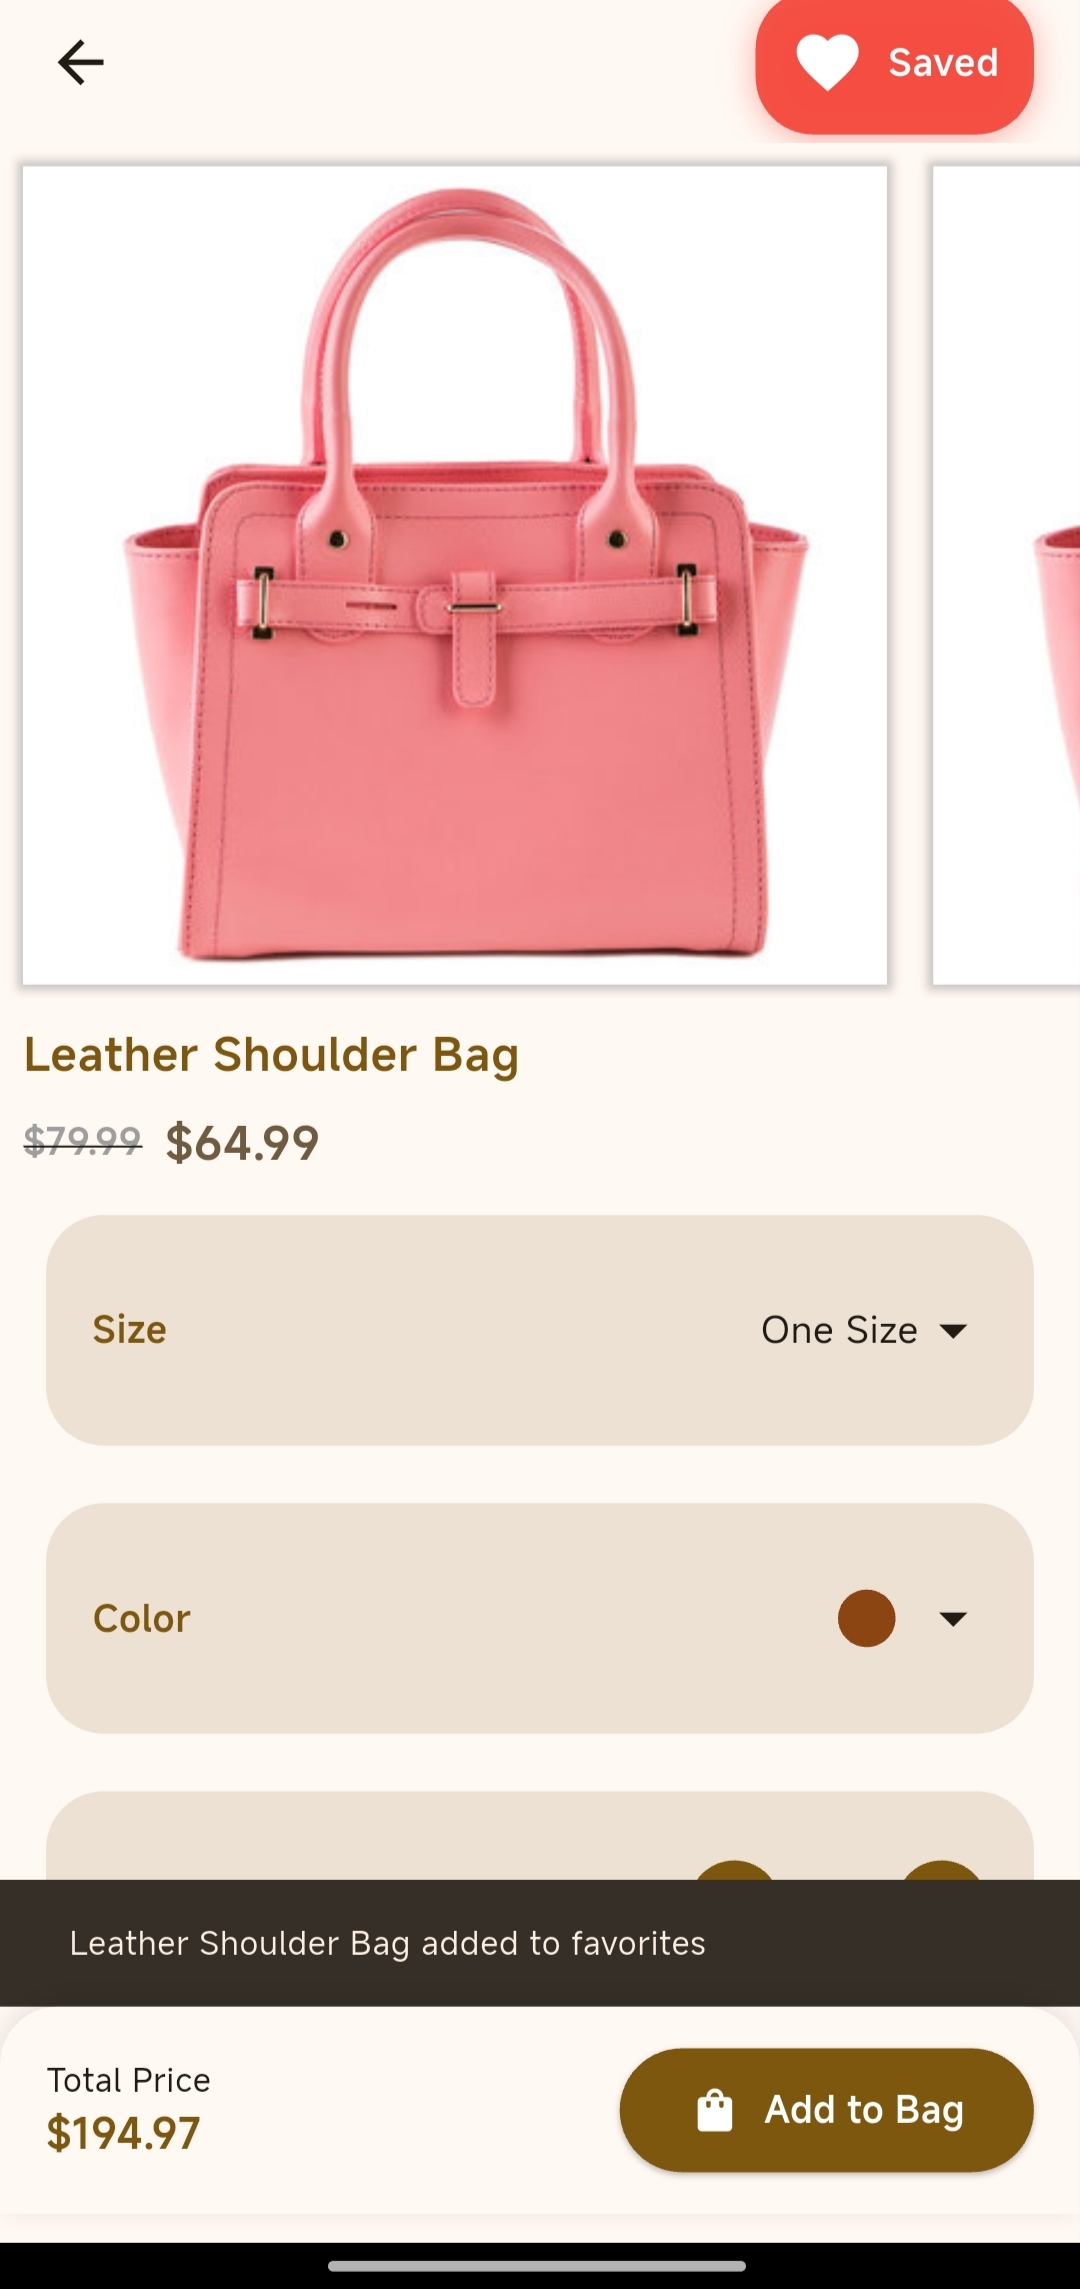 Saved
Leather Shoulder Bag
$79.99 $64.99
Size
One Size
Color
Leather Shoulder Bag added to favorites
Total Price
$194.97
Add to Bag